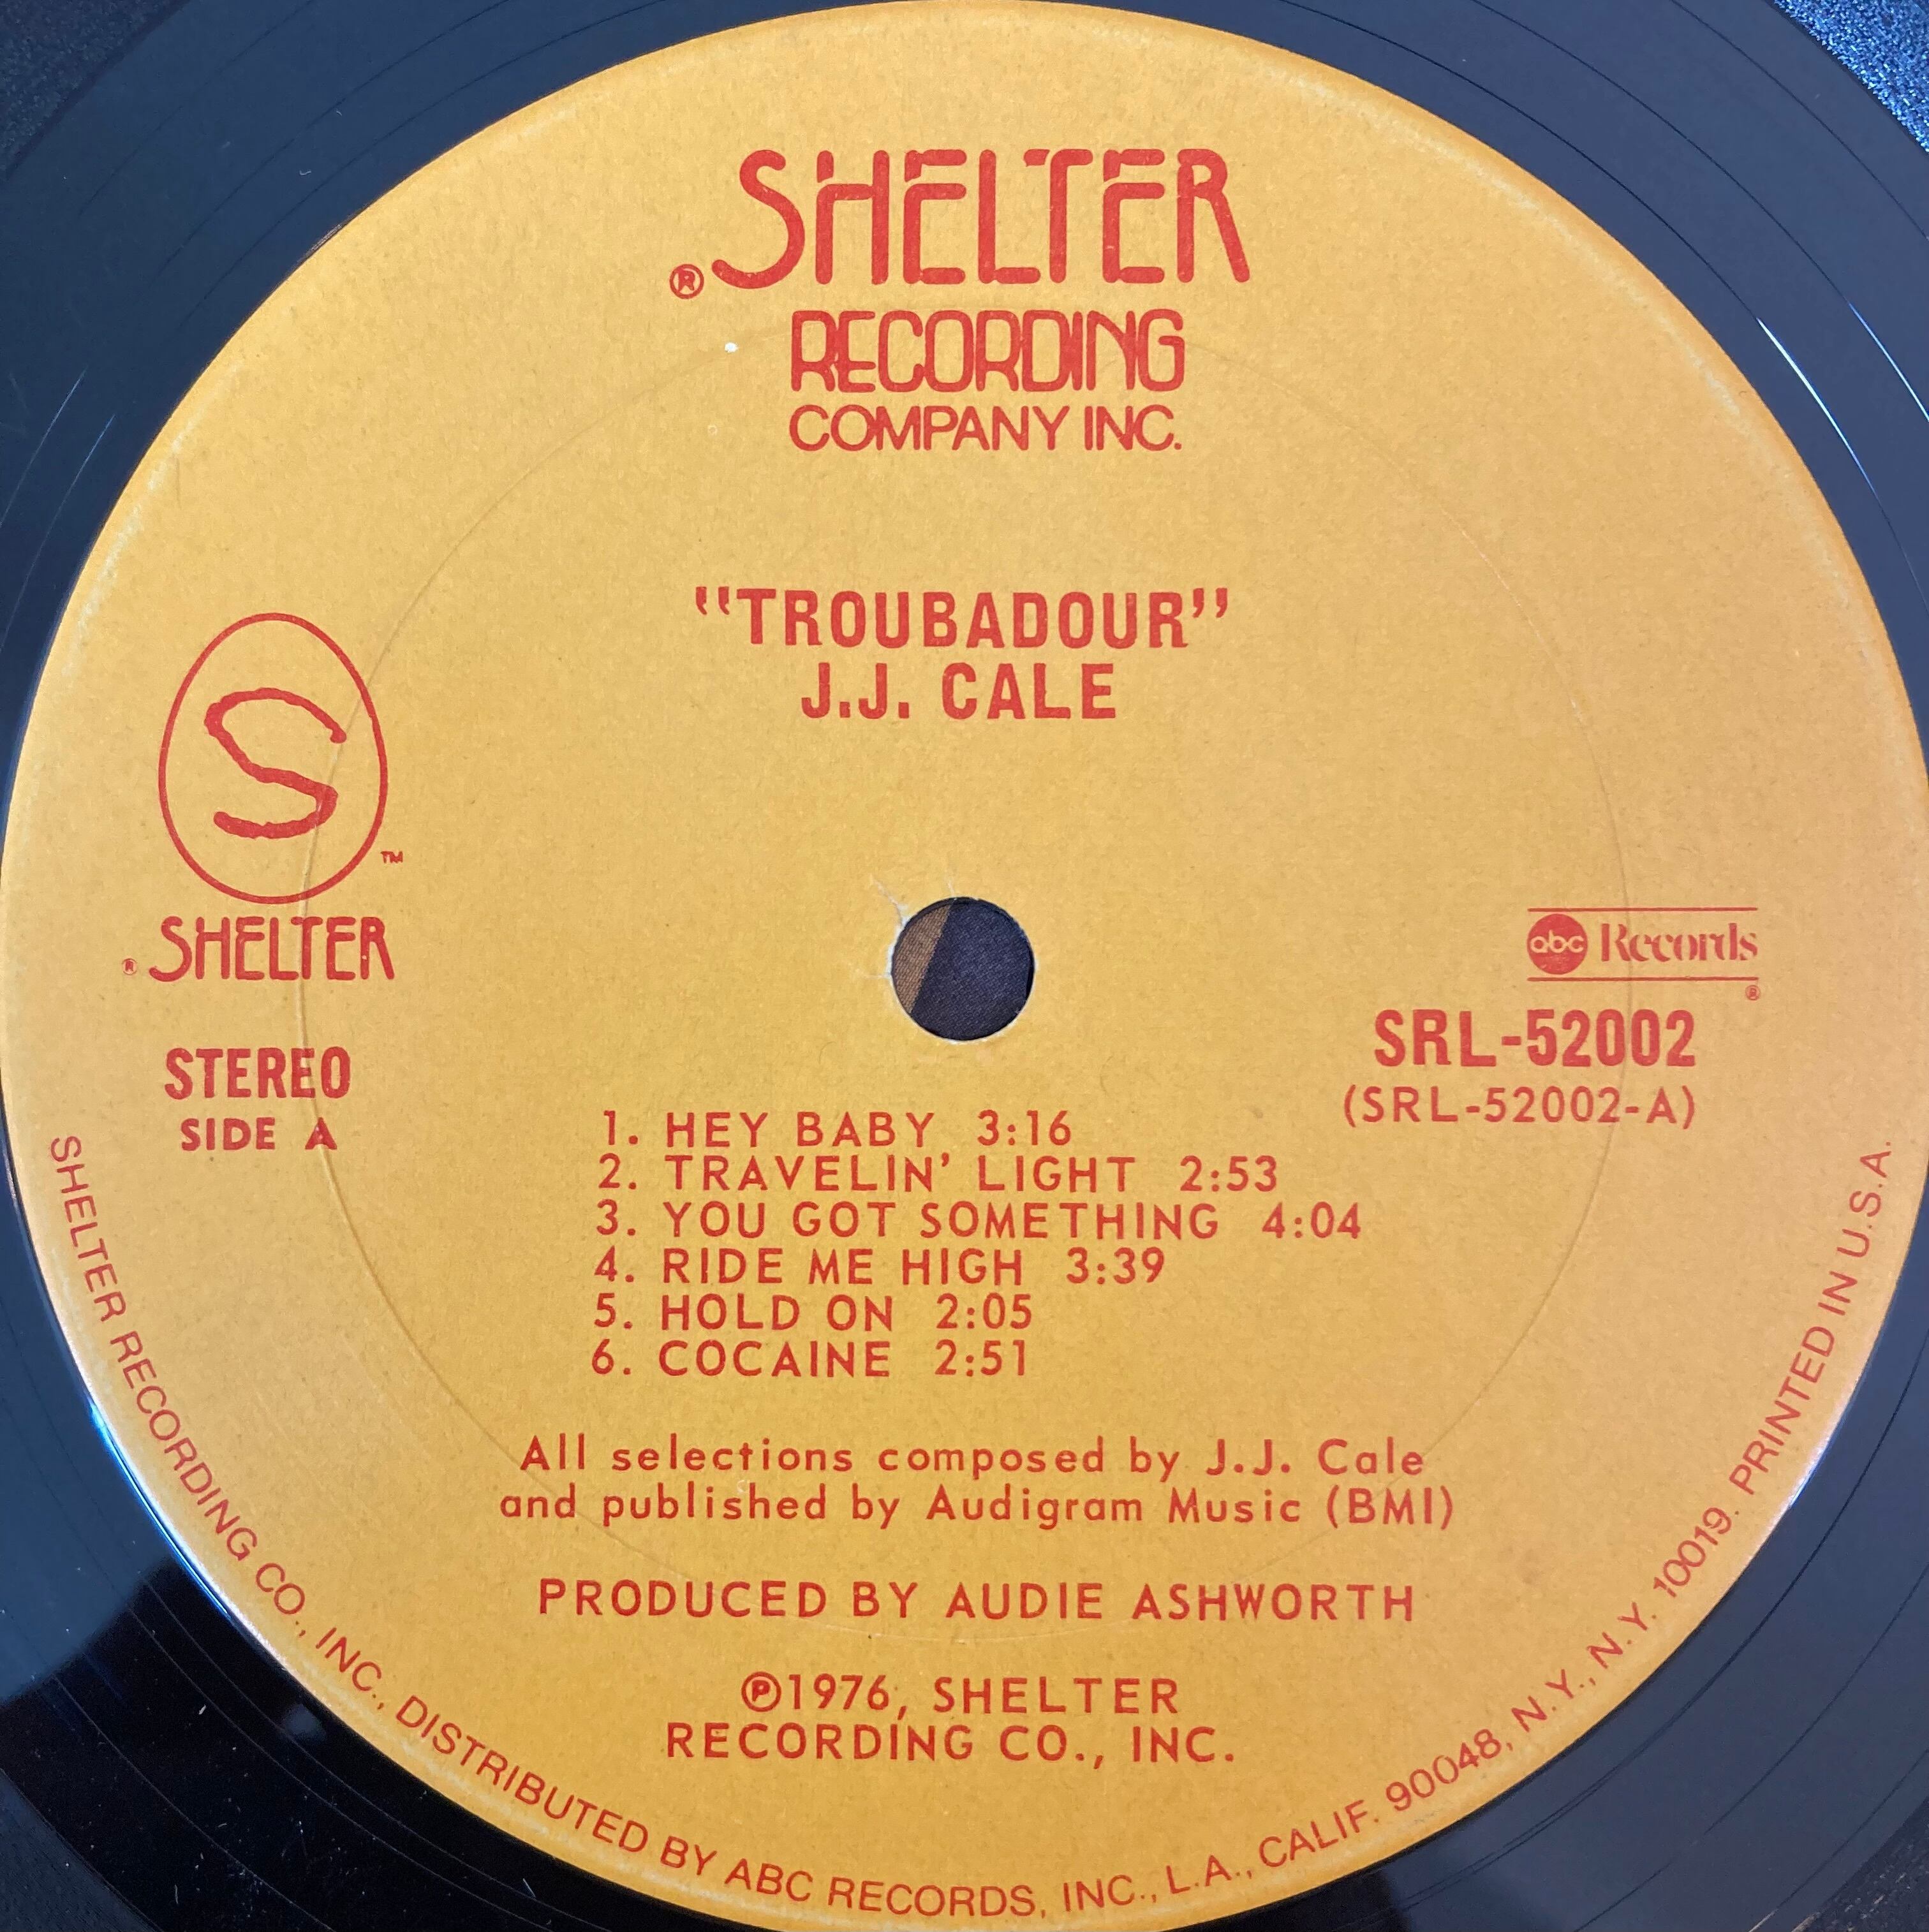 ® SHELTER
RECORDING
COMPANY INC.
"TROUBADOUR"
J.J. CALE
S
™
® SHELTER
STEREO
SIDE A
abc Records
®
SRL-52002
(SRL-52002-A)
1. HEY BABY 3:16
2. TRAVELIN' LIGHT 2:53
3. YOU GOT SOMETHING 4:04
4. RIDE ME HIGH 3:39
5. HOLD ON 2:05
6. COCAINE 2:51
All selections composed by J.J. Cale
and published by Audigram Music (BMI)
PRODUCED BY AUDIE ASHWORTH
℗1976, SHELTER
RECORDING CO., INC.
SHELTER RECORDING CO., INC., DISTRIBUTED BY ABC RECORDS, INC., L.A., CALIF. 90048, N.Y., N.Y. 10019. PRINTED IN U.S.A.